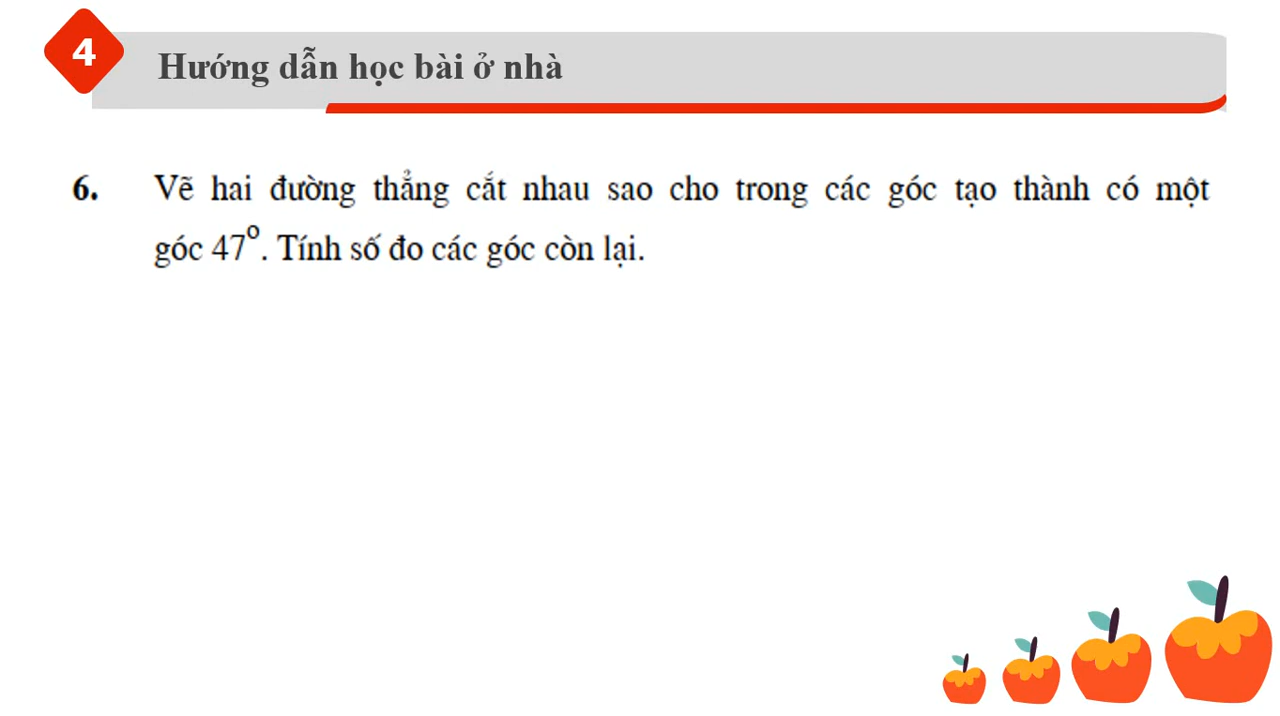 4
Hướng dẫn học bài ở nhà
6. Vẽ hai đường thẳng cắt nhau sao cho trong các góc tạo thành có một
góc 47º. Tính số đo các góc còn lại.